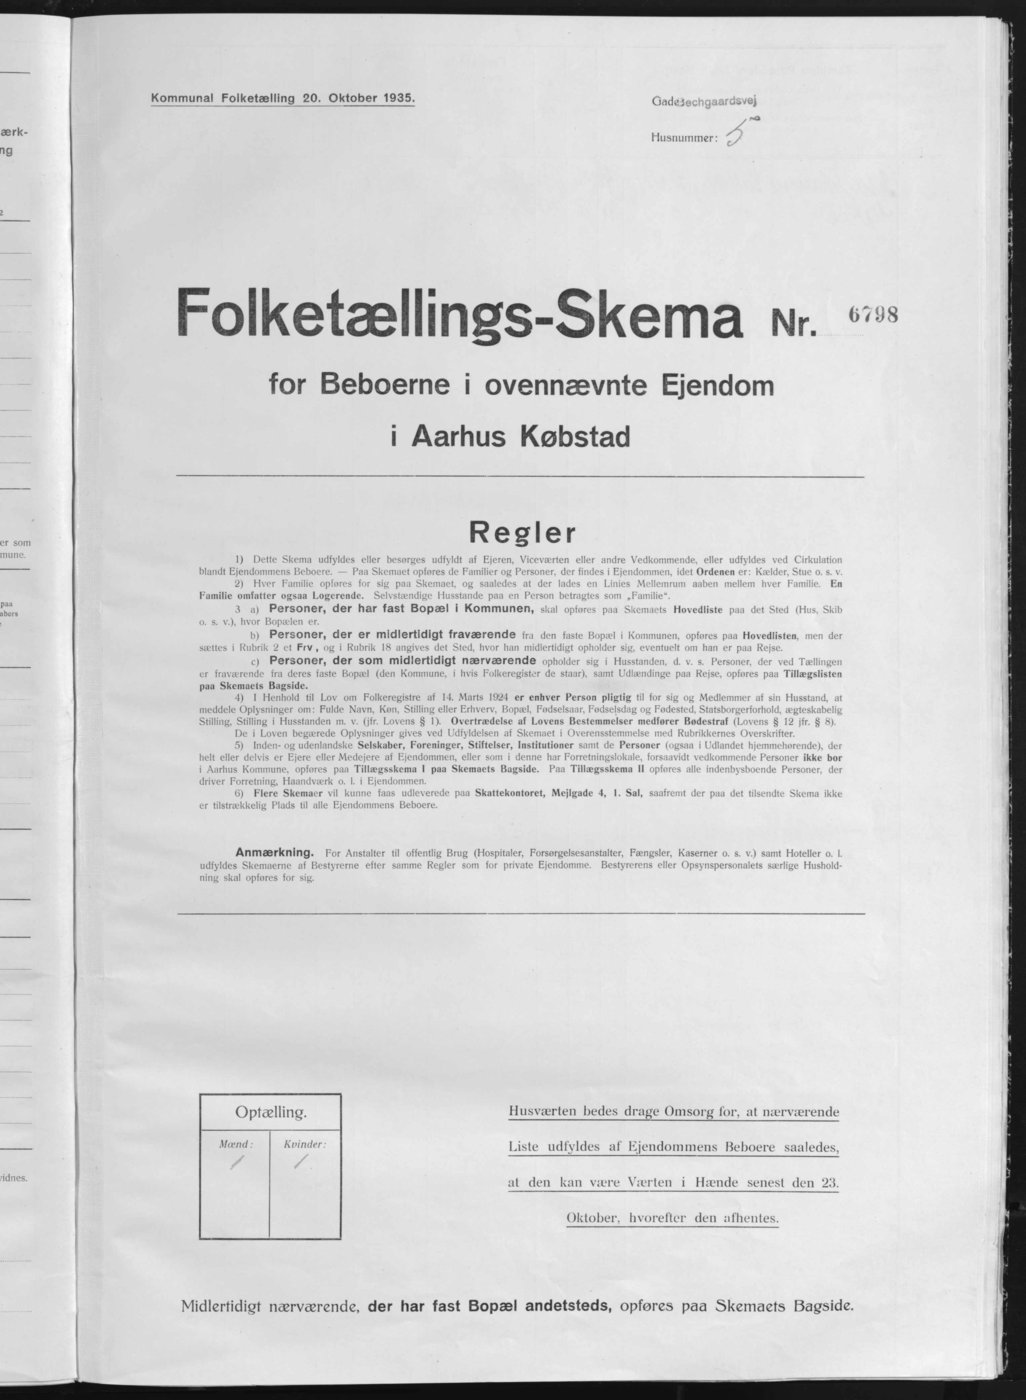 ærk-
ng
er som
mune.
paa
abers
vidnes.
Kommunal Folketælling 20. Oktober 1935.
Bechgaardsvej
Husnummer: 5
Folketællings-Skema Nr. 6798
for Beboerne i ovennævnte Ejendom
i Aarhus Købstad
Regler
1) Dette Skema udfyldes eller besørges udfyldt af Ejeren, Viceværten eller andre Vedkommende, eller udfyldes ved Cirkulation
blandt Ejendommens Beboere. — Paa Skemaet opføres de Familier og Personer, der findes i Ejendommen, idet Ordenen er: Kælder, Stue o. s. v.
2) Hver Familie opføres for sig paa Skemaet, og saaledes at der lades en Linies Mellemrum aaben mellem hver Familie. En
Familie omfatter ogsaa Logerende. Selvstændige Husstande paa en Person betragtes som „Familie".
3 a) Personer, der har fast Bopæl i Kommunen, skal opføres paa Skemaets Hovedliste paa det Sted (Hus, Skib
o. s. v.), hvor Bopælen er.
b) Personer, der er midlertidigt fraværende fra den faste Bopæl i Kommunen, opføres paa Hovedlisten, men der
sættes i Rubrik 2 et Frv., og i Rubrik 18 angives det Sted, hvor han midlertidigt opholder sig, eventuelt om han er paa Rejse.
c) Personer, der som midlertidigt nærværende opholder sig i Husstanden, d. v. s. Personer, der ved Tællingen
er fraværende fra deres faste Bopæl (den Kommune, i hvis Folkeregister de staar), samt Udlændinge paa Rejse, opføres paa Tillægslisten
paa Skemaets Bagside.
4) I Henhold til Lov om Folkeregistre af 14. Marts 1924 er enhver Person pligtig til for sig og Medlemmer af sin Husstand, at
meddele Oplysninger om: Fulde Navn, Køn, Stilling eller Erhverv, Bopæl, Fødselsaar, Fødselsdag og Fødested, Statsborgerforhold, ægteskabelig
Stilling, Stilling i Husstanden m. v. (jfr. Lovens § 1). Overtrædelse af Lovens Bestemmelser medfører Bødestraf (Lovens § 12 jfr. § 8).
De i Loven begærede Oplysninger gives ved Udfyldelsen af Skemaet i Overensstemmelse med Rubrikkernes Overskrifter.
5) Inden- og udenlandske Selskaber, Foreninger, Stiftelser, Institutioner samt de Personer (ogsaa i Udlandet hjemmehørende), der
helt eller delvis er Ejere eller Medejere af Ejendommen, eller som i denne har Forretningslokale, forsaavidt vedkommende Personer ikke bor
i Aarhus Kommune, opføres paa Tillægsskema I paa Skemaets Bagside. Paa Tillægsskema II opføres alle indenbysboende Personer, der
driver Forretning, Haandværk o. l. i Ejendommen.
6) Flere Skemaer vil kunne faas udleverede paa Skattekontoret, Mejlgade 4, 1. Sal, saafremt der paa det tilsendte Skema ikke
er tilstrækkelig Plads til alle Ejendommens Beboere.
Anmærkning. For Anstalter til offentlig Brug (Hospitaler, Forsørgelsesanstalter, Fængsler, Kaserner o. s. v.) samt Hoteller o. l.
udfyldes Skemaerne af Bestyrerne efter samme Regler som for private Ejendomme. Bestyrerens eller Opsynspersonalets særlige Hushold-
ning skal opføres for sig.
Optælling.
Mænd: Kvinder:
1 1
Husværten bedes drage Omsorg for, at nærværende
Liste udfyldes af Ejendommens Beboere saaledes,
at den kan være Værten i Hænde senest den 23.
Oktober, hvorefter den afhentes.
Midlertidigt nærværende, der har fast Bopæl andetsteds, opføres paa Skemaets Bagside.